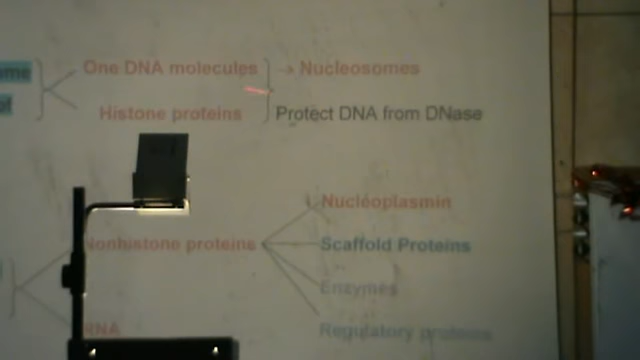 One DNA molecules → Nucleosomes
Histone proteins Protect DNA from DNase
Nucleoplasmin
Nonhistone proteins Scaffold Proteins
Enzymes
RNA Regulatory proteins